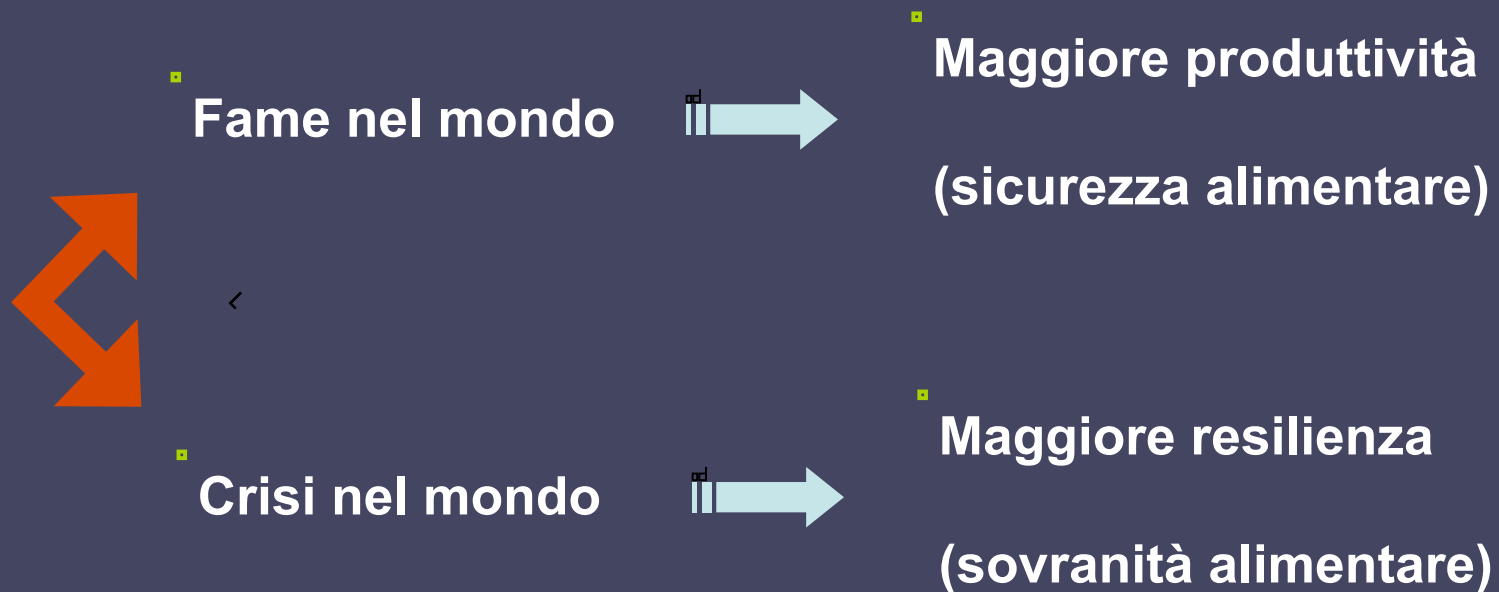 Fame nel mondo
Maggiore produttività
(sicurezza alimentare)
Crisi nel mondo
Maggiore resilienza
(sovranità alimentare)